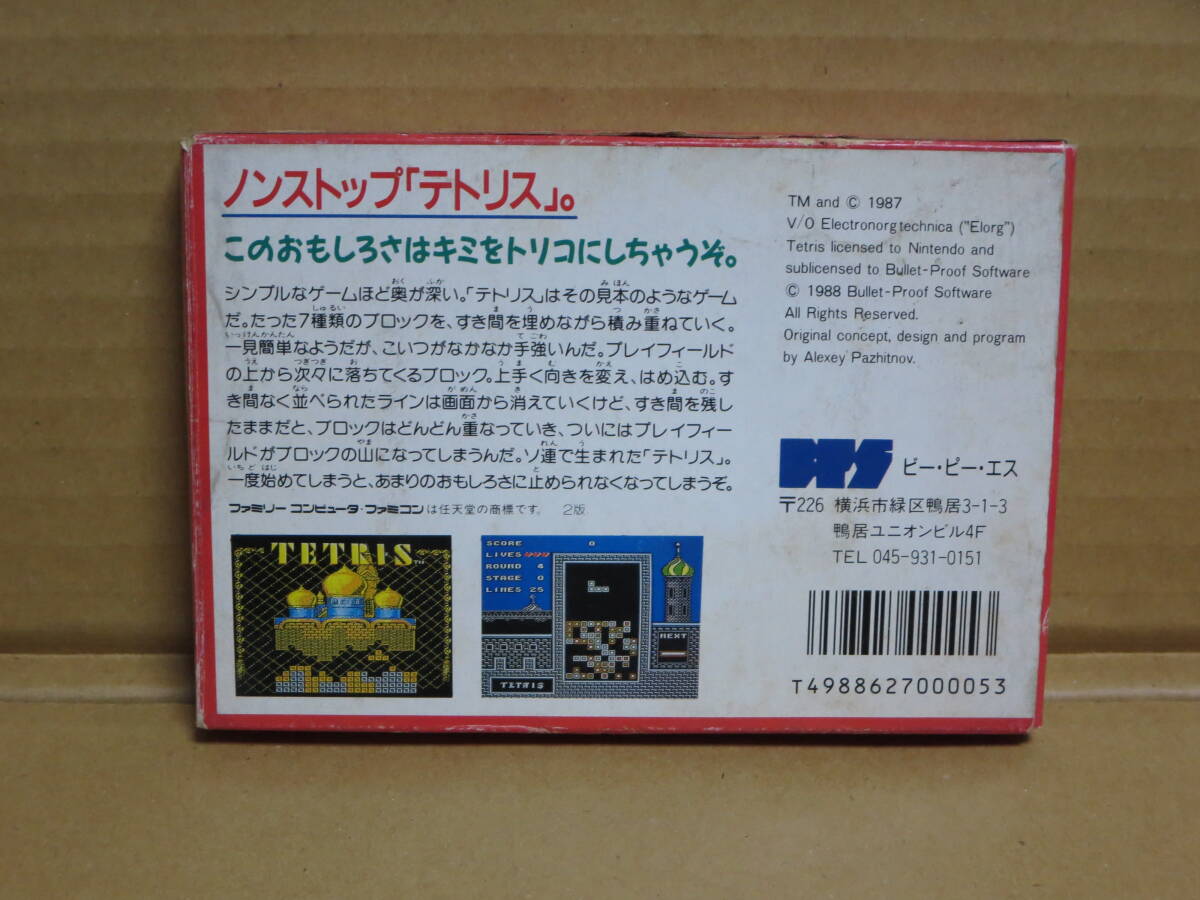 ノンストップ「テトリス」。
このおもしろさはキミをトリコにしちゃうぞ。
シンプルなゲームほど奥が深い。「テトリス」はその見本のようなゲーム
だ。たった7種類のブロックを、すき間を埋めながら積み重ねていく。
一見簡単なようだが、こいつがなかなか手強いんだ。プレイフィールド
の上から次々に落ちてくるブロック。上手く向きを変え、はめ込む。す
き間なく並べられたラインは画面から消えていくけど、すき間を残し
たままだと、ブロックはどんどん重なっていき、ついにはプレイフィー
ルドがブロックの山になってしまうんだ。ソ連で生まれた「テトリス」。
一度始めてしまうと、あまりのおもしろさに止められなくなってしまうぞ。
ファミリーコンピュータ・ファミコンは任天堂の商標です。 2版
TETRIS™
SCORE 0
LIVES
ROUND 4
STAGE 0
LINES 25
NEXT
TETRIS
TM and © 1987
V/O Electronorgtechnica ("Elorg")
Tetris licensed to Nintendo and
sublicensed to Bullet-Proof Software
© 1988 Bullet-Proof Software
All Rights Reserved.
Original concept, design and program
by Alexey Pazhitnov.
BPS ビー・ピー・エス
〒226 横浜市緑区鴨居3-1-3
鴨居ユニオンビル4F
TEL 045-931-0151
T4988627000053